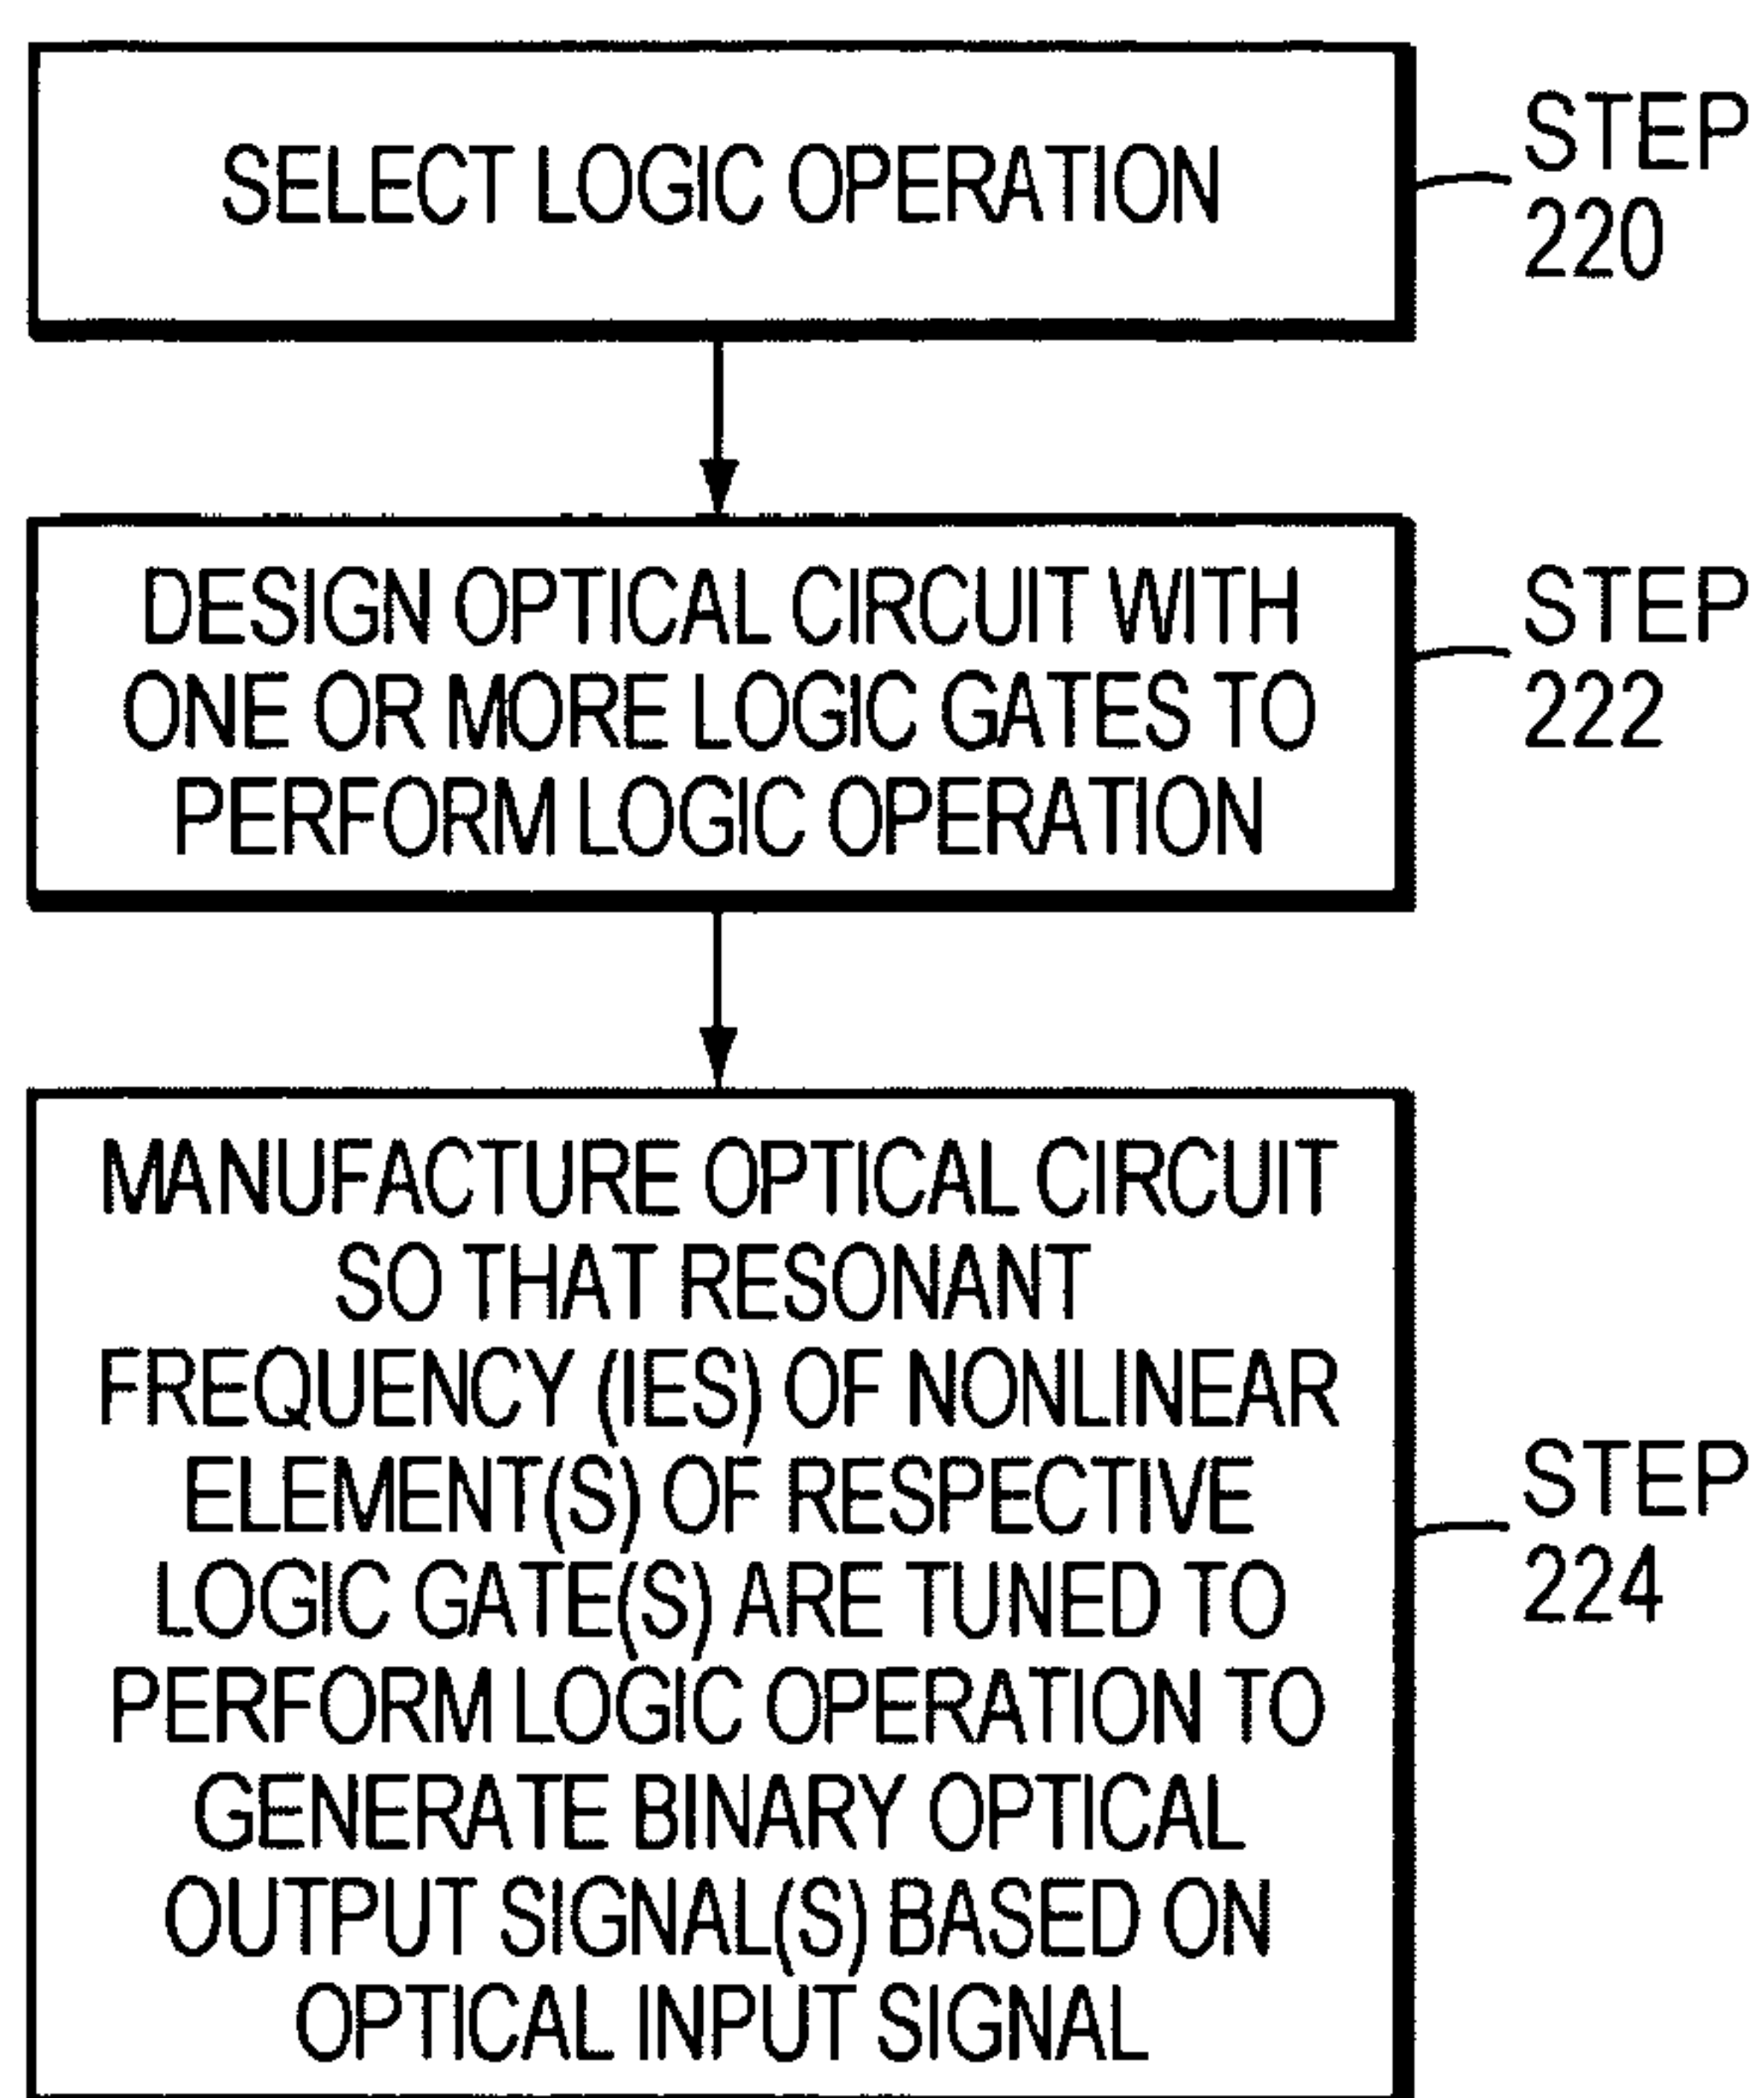 SELECT LOGIC OPERATION
STEP
220
DESIGN OPTICAL CIRCUIT WITH
ONE OR MORE LOGIC GATES TO
PERFORM LOGIC OPERATION
STEP
222
MANUFACTURE OPTICAL CIRCUIT
SO THAT RESONANT
FREQUENCY (IES) OF NONLINEAR
ELEMENT(S) OF RESPECTIVE
LOGIC GATE(S) ARE TUNED TO
PERFORM LOGIC OPERATION TO
GENERATE BINARY OPTICAL
OUTPUT SIGNAL(S) BASED ON
OPTICAL INPUT SIGNAL
STEP
224